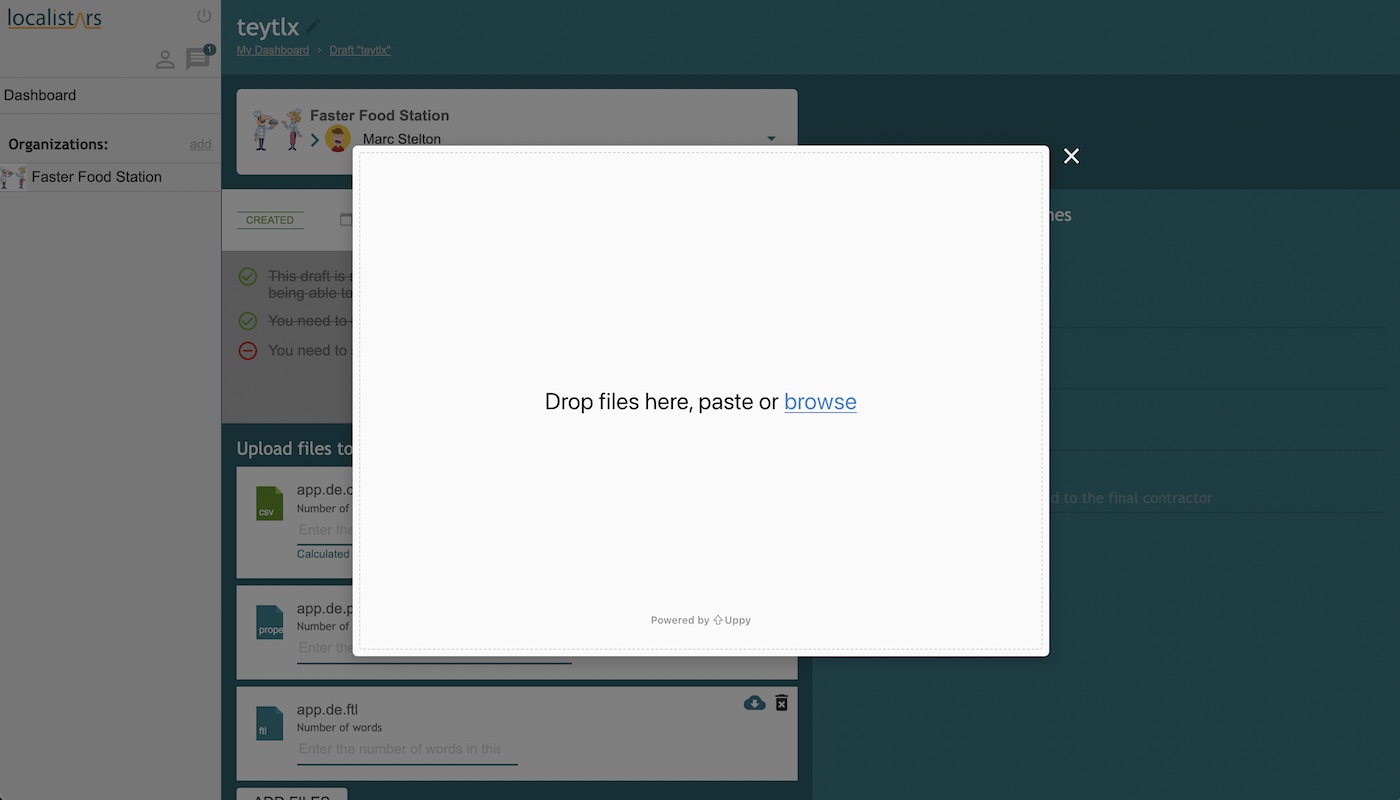 localistars
1
Dashboard
Organizations:
add
Faster Food Station
teytlx
My Dashboard › Draft "teytlx"
Faster Food Station
Marc Stelton
CREATED
This draft is
being able to
You need to
You need to
Upload files to
csv
app.de.c
Number of
Enter the
Calculated
prope
app.de.p
Number of
Enter the
ftl
app.de.ftl
Number of words
Enter the number of words in this
ADD FILES
Drop files here, paste or browse
Powered by Uppy
nes
d to the final contractor